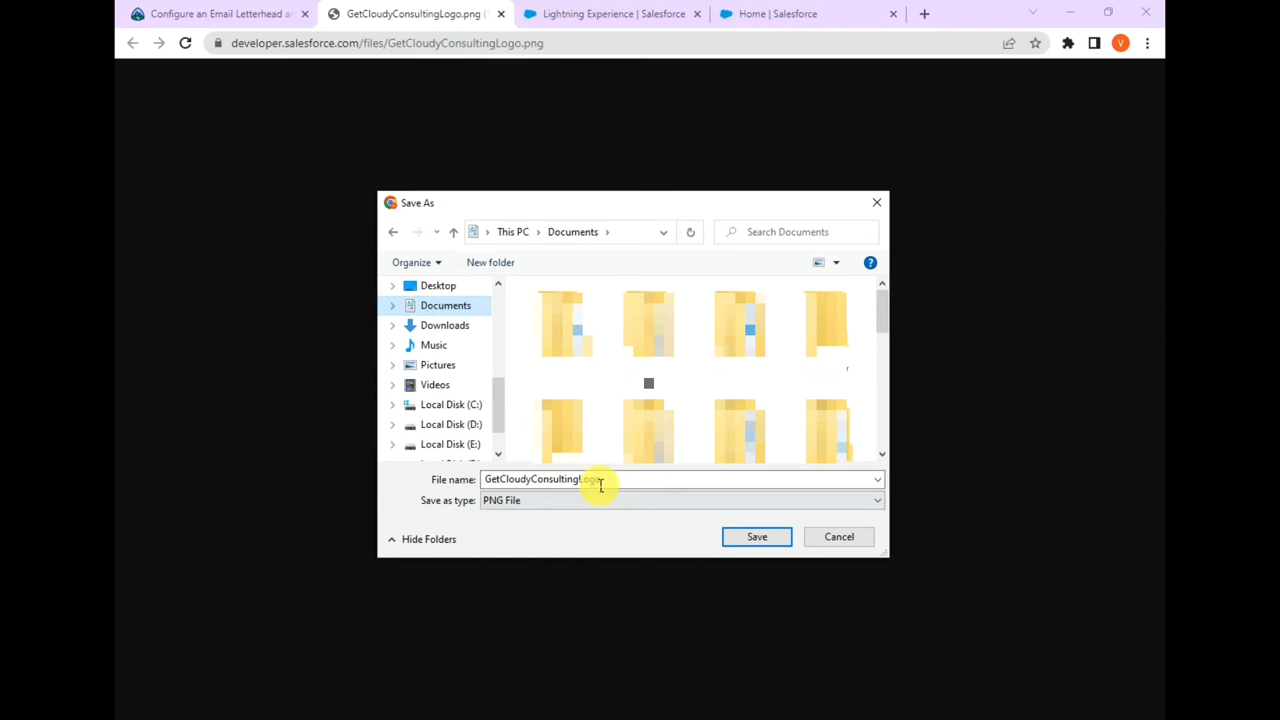 Configure an Email Letterhead a
GetCloudyConsultingLogo.png (
Lightning Experience | Salesforce
Home | Salesforce
developer.salesforce.com/files/GetCloudyConsultingLogo.png
V
Save As
This PC > Documents >
Search Documents
Organize
New folder
?
Desktop
Documents
Downloads
Music
Pictures
Videos
Local Disk (C:)
Local Disk (D:)
Local Disk (E:)
File name: GetCloudyConsultingLogo
Save as type: PNG File
Hide Folders
Save
Cancel